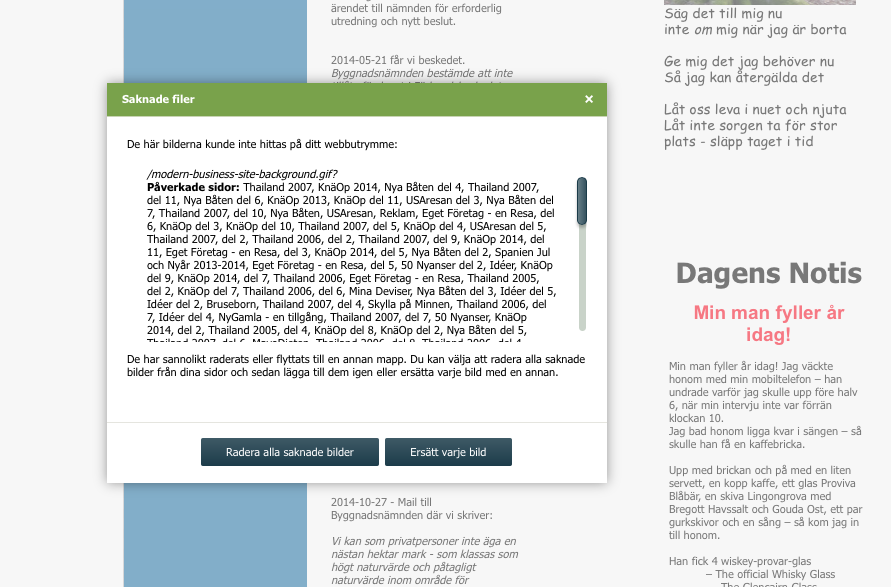 ärendet till nämnden för erforlig
utredning och nytt beslut.
2014-05-21 får vi beskedet.
Byggnadsnämnden bestämde att inte
Saknade filer
×
De här bilderna kunde inte hittas på ditt webbutrymme:
/modern-business-site-background.gif?
Påverkade sidor: Thailand 2007, KnäOp 2014, Nya Båten del 4, Thailand 2007,
del 11, Nya Båten del 6, KnäOp 2013, KnäOp del 11, USAresan del 3, Nya Båten del
7, Thailand 2007, del 10, Nya Båten, USAresan, Reklam, Eget Företag - en Resa, del
6, KnäOp del 3, KnäOp del 10, Thailand 2007, del 5, KnäOp del 4, USAresan del 5,
Thailand 2007, del 2, Thailand 2006, del 2, Thailand 2007, del 9, KnäOp 2014, del
11, Eget Företag - en Resa, del 3, KnäOp 2014, del 5, Nya Båten del 2, Spanien Jul
och Nyår 2013-2014, Eget Företag - en Resa, del 5, 50 Nyanser del 2, Idéer, KnäOp
del 9, KnäOp 2014, del 7, Thailand 2006, Eget Företag - en Resa, Thailand 2005,
del 2, KnäOp del 7, Thailand 2006, del 6, Mina Deviser, Nya Båten del 3, Idéer del 5,
Idéer del 2, Bruseborn, Thailand 2007, del 4, Skylla på Minnen, Thailand 2006, del
7, Idéer del 4, NyGamla - en tillgång, Thailand 2007, del 7, 50 Nyanser, KnäOp
2014, del 2, Thailand 2005, del 4, KnäOp del 8, KnäOp del 2, Nya Båten del 5,
De har sannolikt raderats eller flyttats till en annan mapp. Du kan välja att radera alla saknade
bilder från dina sidor och sedan lägga till dem igen eller ersätta varje bild med en annan.
Radera alla saknade bilder
Ersätt varje bild
2014-10-27 - Mail till
Byggnadsnämnden där vi skriver:
Vi kan som privatpersoner inte äga en
nästan hektar mark - som klassas som
högt naturvärde och påtagligt
naturvärde inom område för
Säg det till mig nu
inte om mig när jag är borta
Ge mig det jag behöver nu
Så jag kan återgälda det
Låt oss leva i nuet och njuta
Låt inte sorgen ta för stor
plats - släpp taget i tid
Dagens Notis
Min man fyller år
idag!
Min man fyller år idag! Jag väckte
honom med min mobiltelefon – han
undrade varför jag skulle upp före halv
6, när min intervju inte var förrän
klockan 10.
Jag bad honom ligga kvar i sängen – så
skulle han få en kaffebricka.
Upp med brickan och på med en liten
servett, en kopp kaffe, ett glas Proviva
Blåbär, en skiva Lingongrova med
Bregott Havssalt och Gouda Ost, ett par
gurkskivor och en sång – så kom jag in
till honom.
Han fick 4 wiskey-provar-glas
– The official Whisky Glass
– The Glencairn Glass